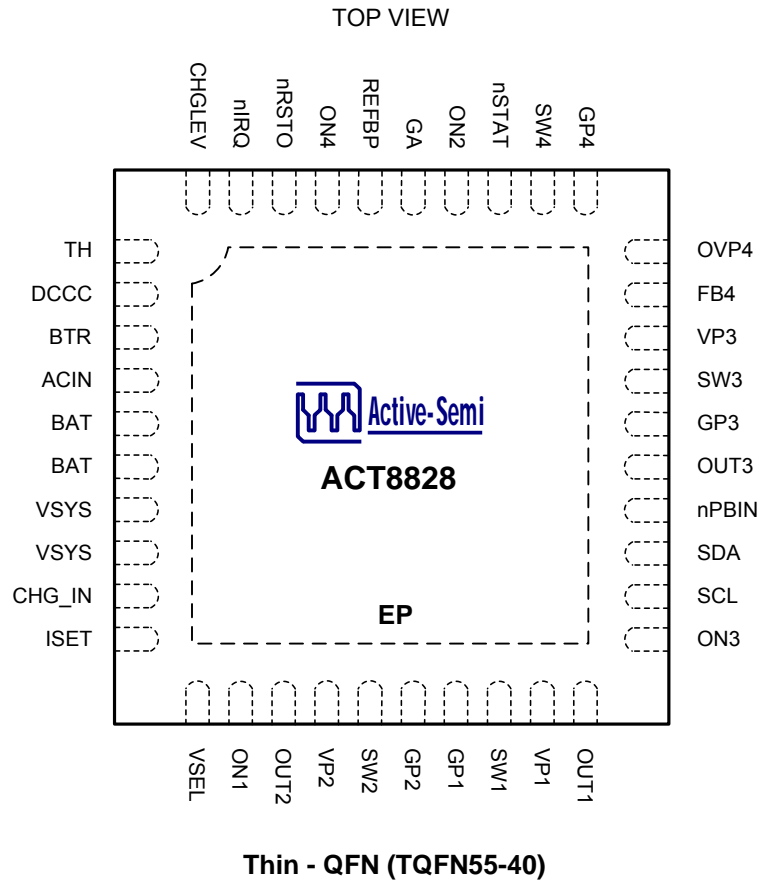 TOP VIEW
CHGLEV
nIRQ
nRSTO
ON4
REFBP
GA
ON2
nSTAT
SW4
GP4
TH
DCCC
BTR
ACIN
BAT
BAT
VSYS
VSYS
CHG_IN
ISET
OVP4
FB4
VP3
SW3
GP3
OUT3
nPBIN
SDA
SCL
ON3
Active-Semi
ACT8828
EP
VSEL
ON1
OUT2
VP2
SW2
GP2
GP1
SW1
VP1
OUT1
Thin - QFN (TQFN55-40)